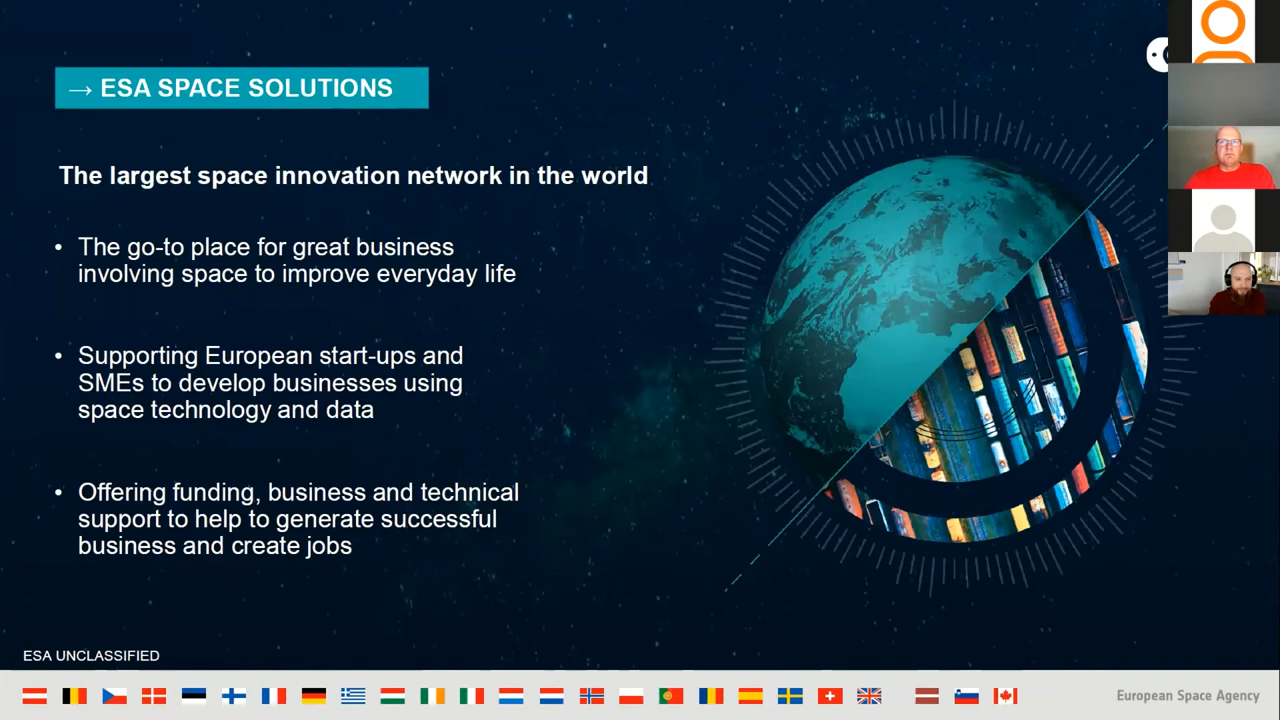 → ESA SPACE SOLUTIONS
The largest space innovation network in the world
• The go-to place for great business
involving space to improve everyday life
• Supporting European start-ups and
SMEs to develop businesses using
space technology and data
• Offering funding, business and technical
support to help to generate successful
business and create jobs
ESA UNCLASSIFIED
European Space Agency